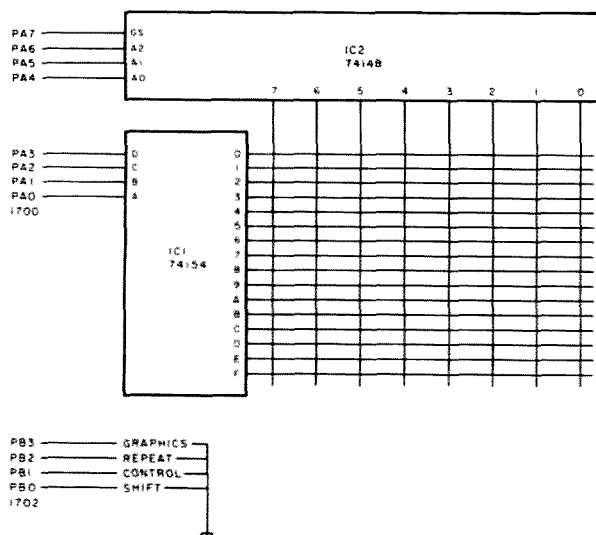 PA7 GS
PA6 A2
IC2
PA5 A1
74148
PA4 A0
7 6 5 4 3 2 1 0
PA3 D 0
PA2 C 1
PA1 B 2
PA0 A 3
1700
4
5
6
IC1
7
74154
8
9
A
B
C
D
E
F
PB3 GRAPHICS
PB2 REPEAT
PB1 CONTROL
PB0 SHIFT
1702